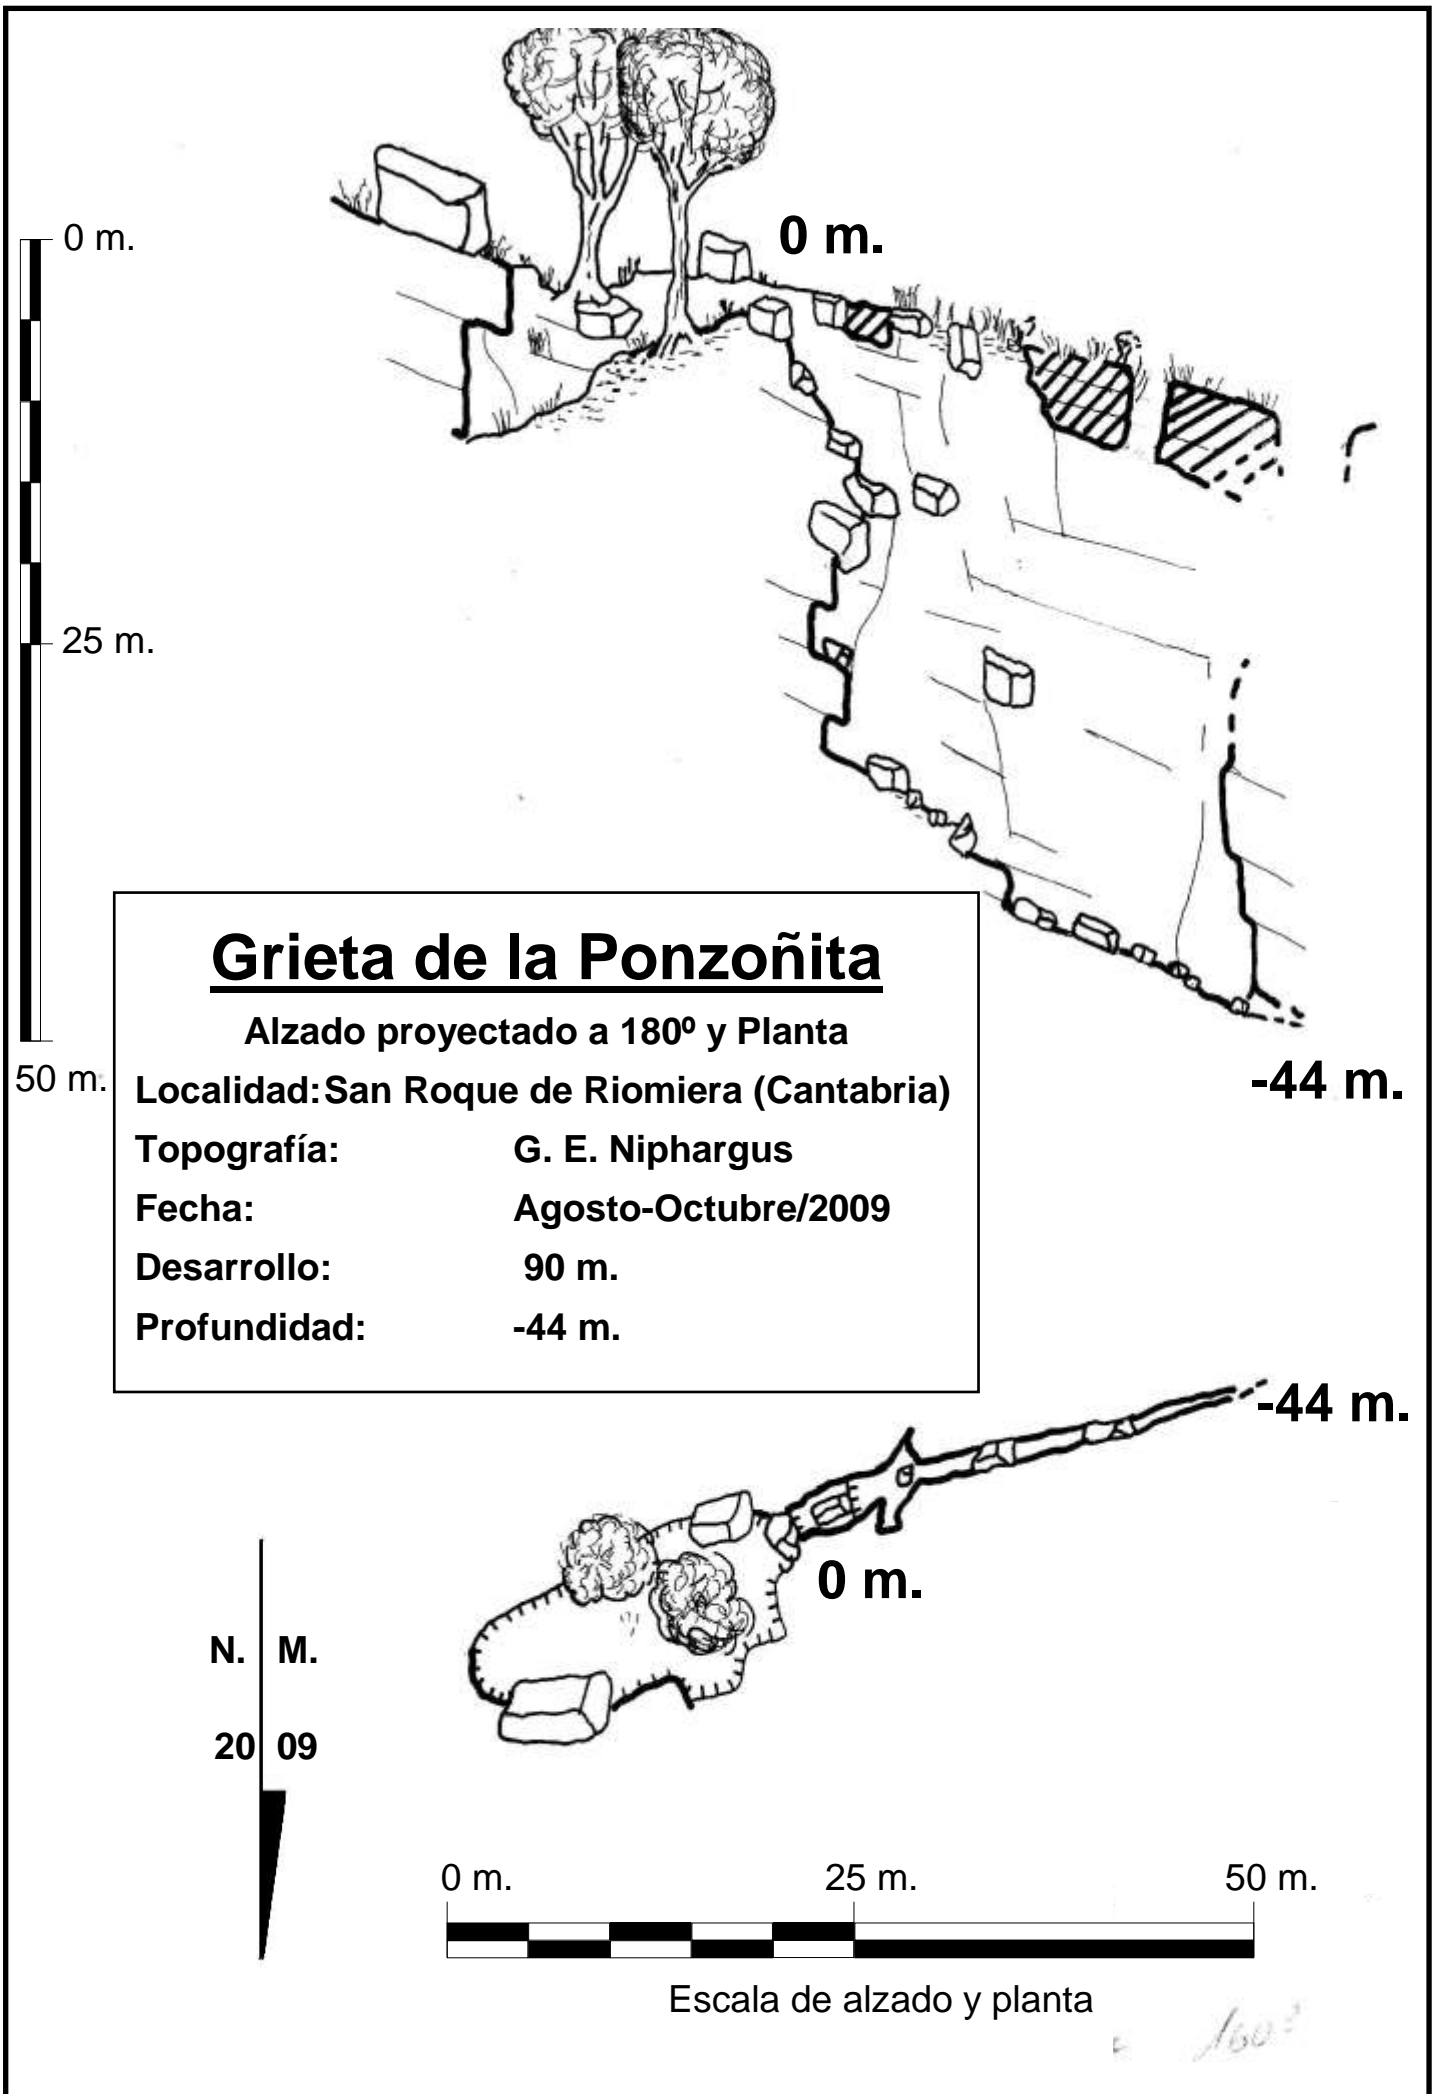 0 m.
0 m.
25 m.
50 m.
-44 m.
Grieta de la Ponzoñita
Alzado proyectado a 180º y Planta
Localidad: San Roque de Riomiera (Cantabria)
Topografía: G. E. Niphargus
Fecha: Agosto-Octubre/2009
Desarrollo: 90 m.
Profundidad: -44 m.
-44 m.
0 m.
N. M.
20 09
0 m. 25 m. 50 m.
Escala de alzado y planta